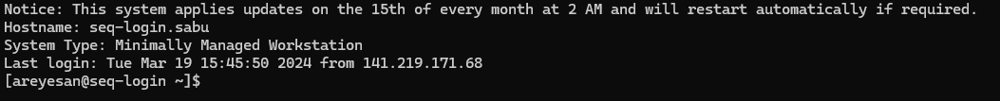 Notice: This system applies updates on the 15th of every month at 2 AM and will restart automatically if required.
Hostname: seq-login.sabu
System Type: Minimally Managed Workstation
Last login: Tue Mar 19 15:45:50 2024 from 141.219.171.68
[areyesan@seq-login ~]$